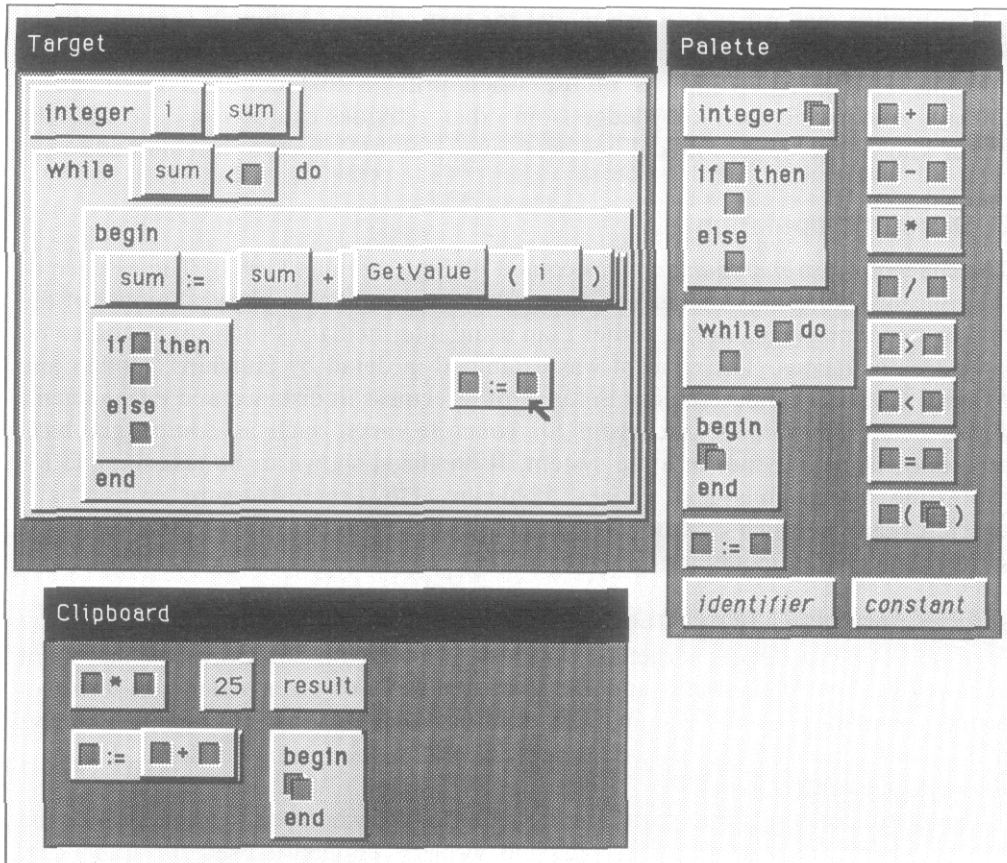 Target
integer i sum
while sum < do
begin
sum := sum + GetValue ( i )
if then
:=
else
end
Palette
integer
if then
else
while do
begin
end
:=
identifier
+
-
*
/
>
<
=
( )
constant
Clipboard
* 25 result
:= +
begin
end